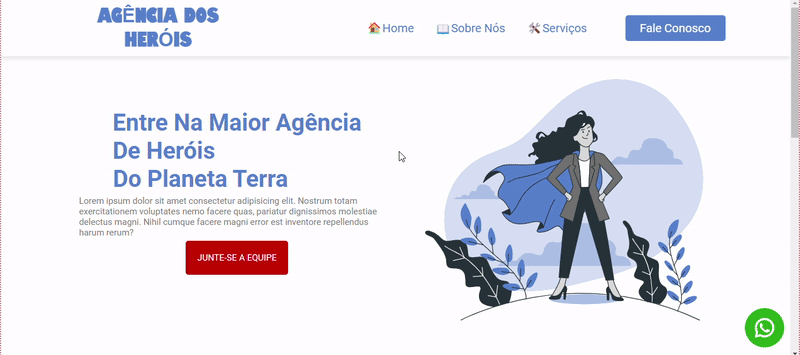 AGÊNCIA DOS
HERÓIS
Home
Sobre Nós
Serviços
Fale Conosco
Entre Na Maior Agência
De Heróis
Do Planeta Terra
Lorem ipsum dolor sit amet consectetur adipisicing elit. Nostrum totam
exercitationem voluptates nemo facere quas, pariatur dignissimos molestiae
delectus magni. Nihil cumque facere magni error est inventore repellendus
harum rerum?
JUNTE-SE A EQUIPE